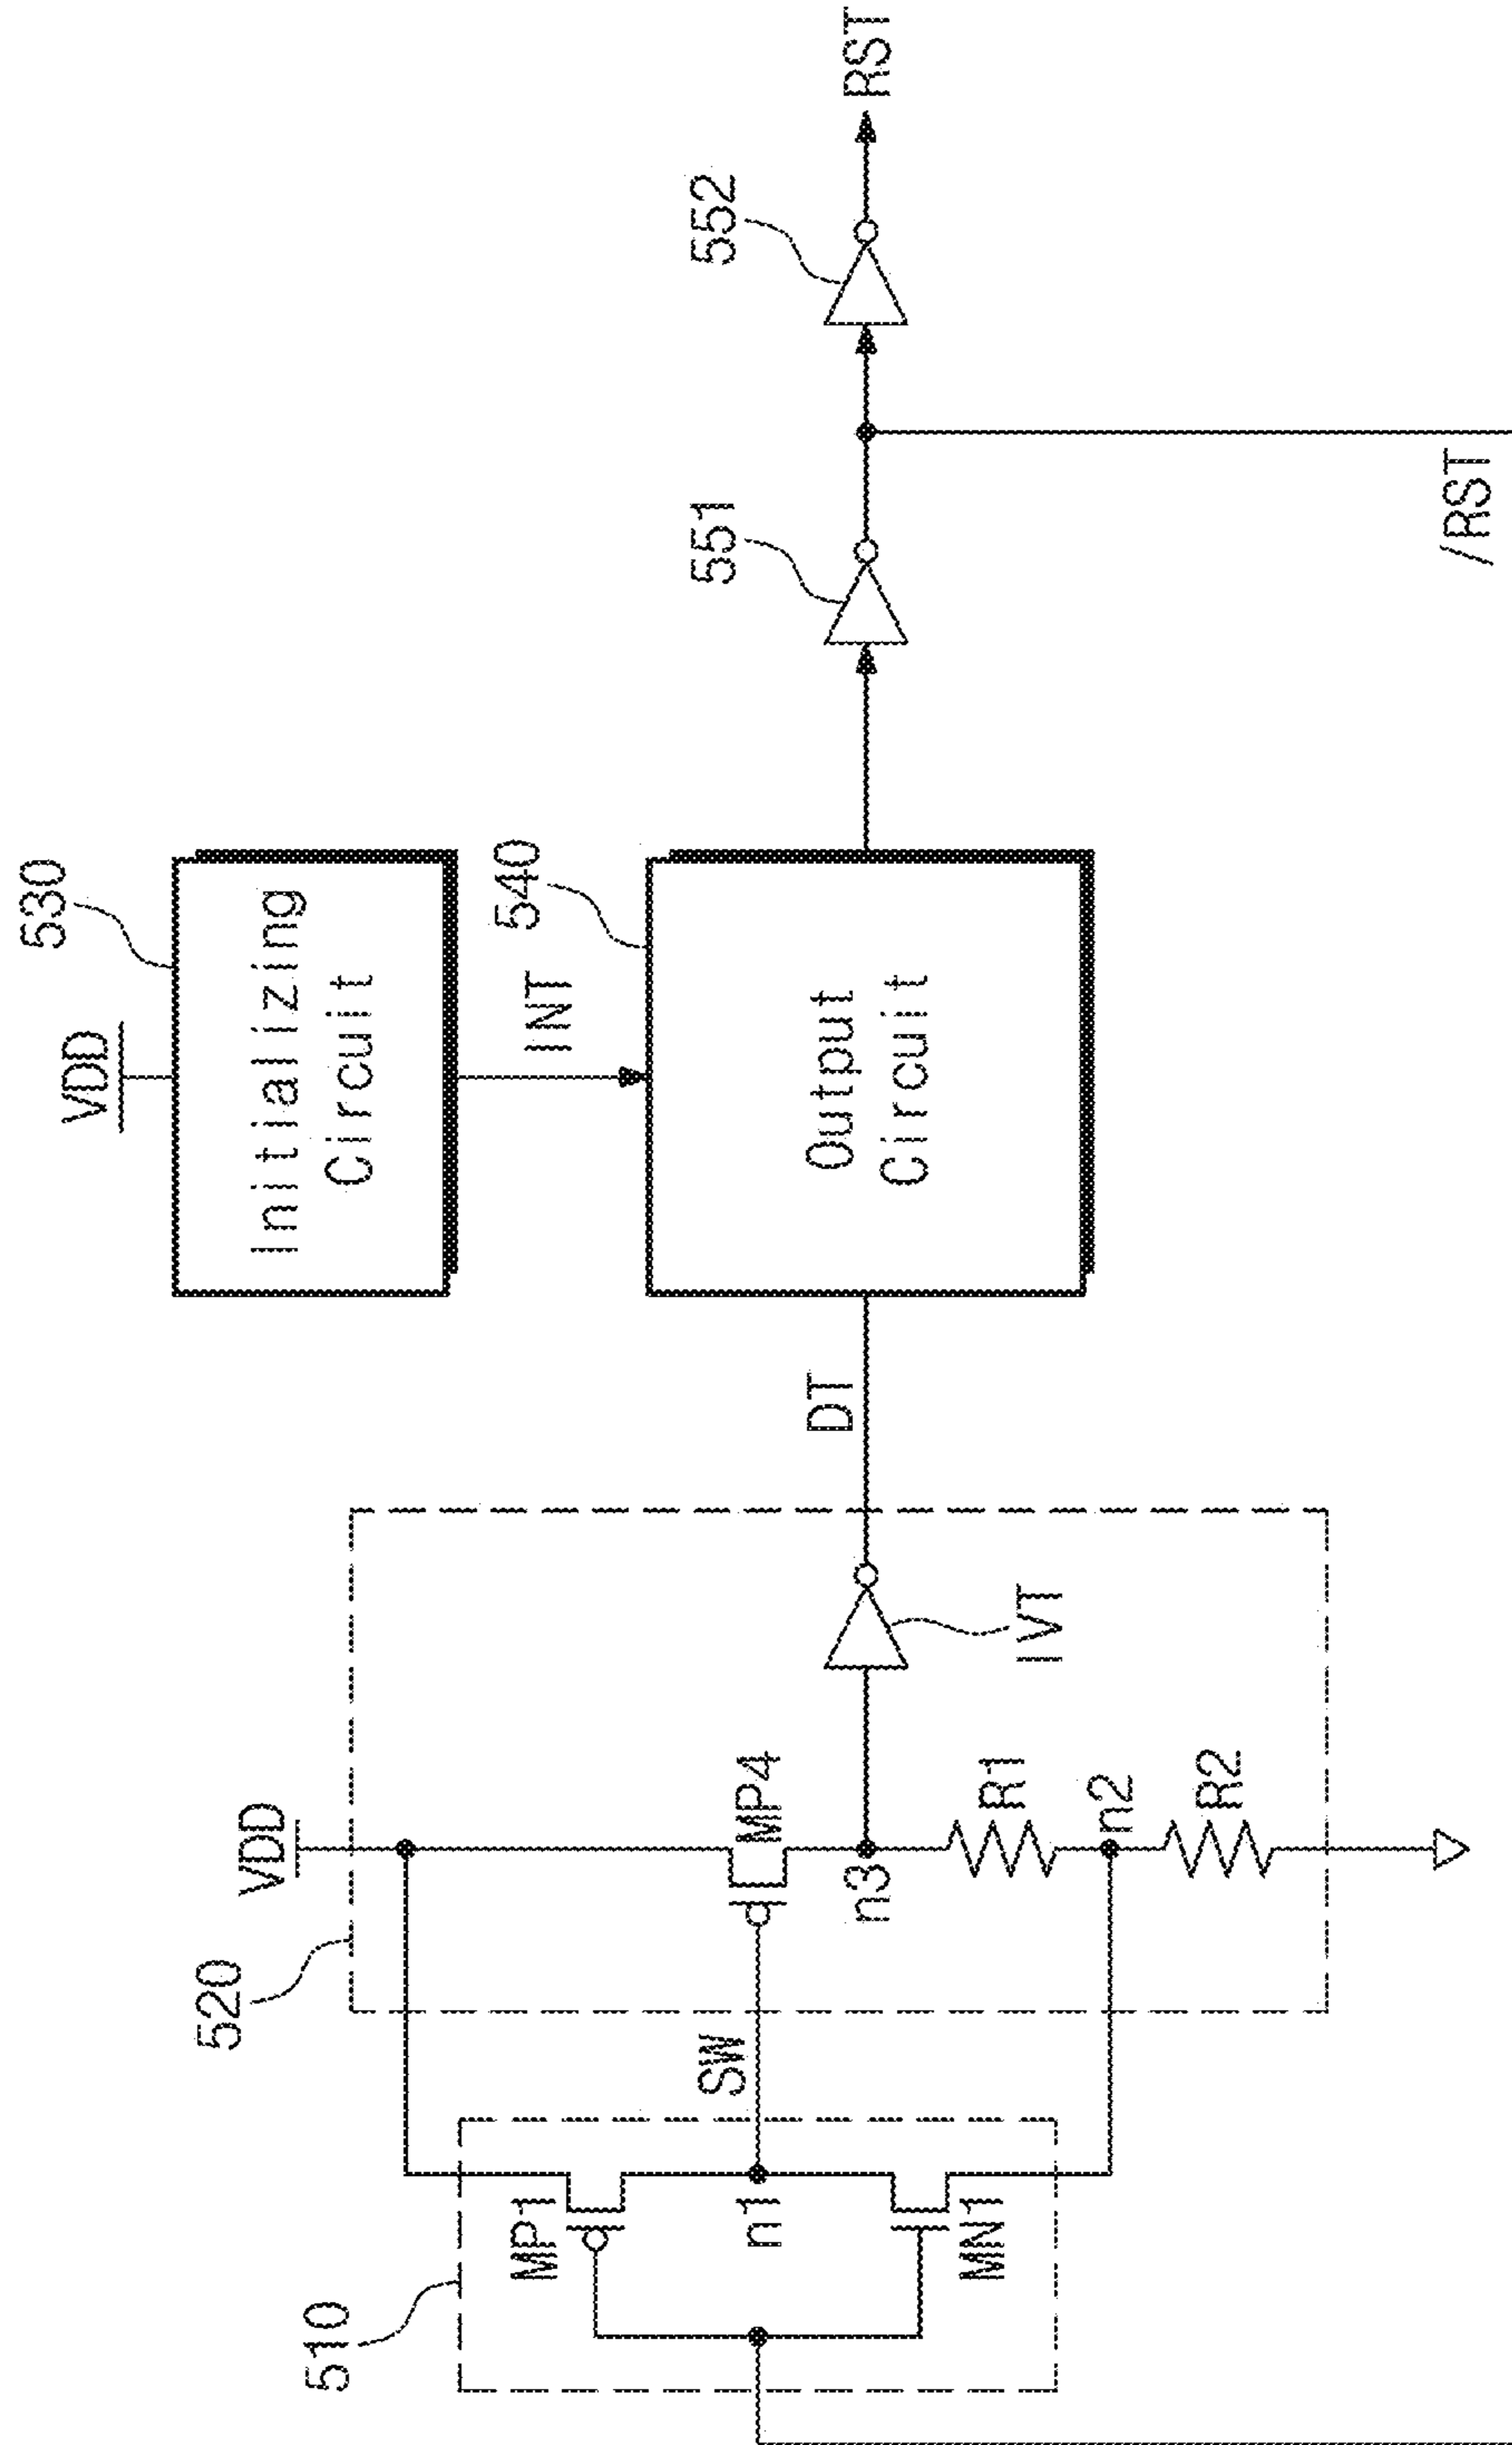 VDD
530
Initializing
Circuit
INT
540
Output
Circuit
DT
551
552
RST
/RST
520
VDD
MP4
n3
R1
n2
R2
IVT
SW
510
MP1
n1
MN1